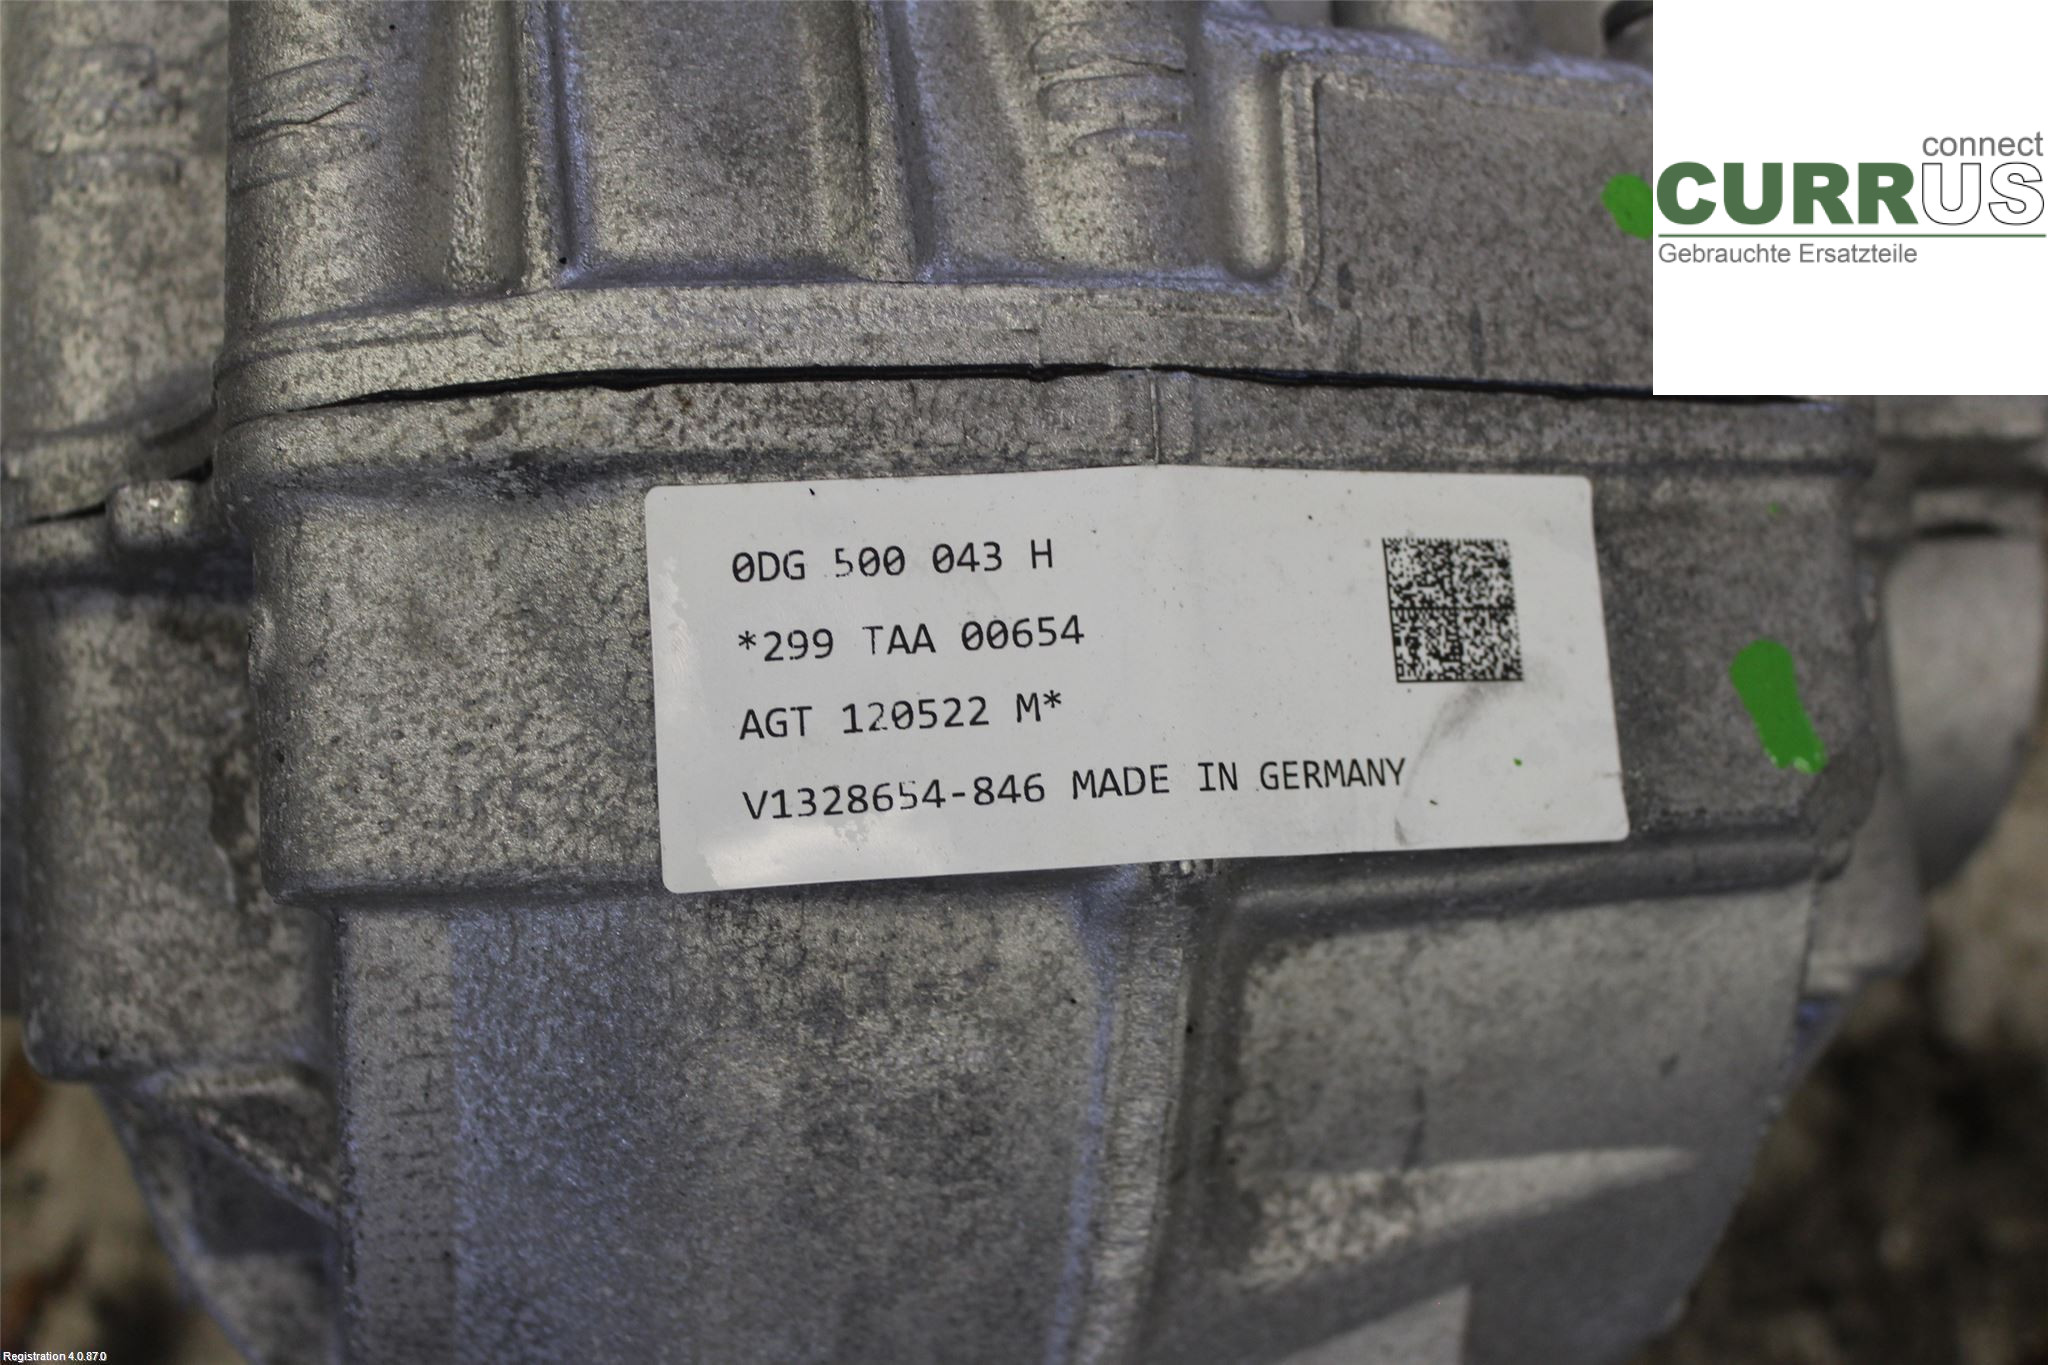 connect
CURRUS
Gebrauchte Ersatzteile
0DG 500 043 H
*299 TAA 00654
AGT 120522 M*
V1328654-846 MADE IN GERMANY
Registration 4.0.87.0